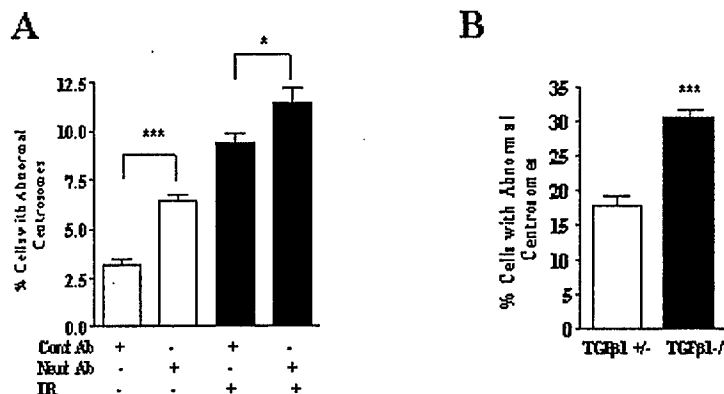 A
B
*
***
***
% Cells with Abnormal
Centrosomes
12.5
10.0
7.5
5.0
2.5
0.0
Cont Ab + - + -
Neut Ab - + - +
IR - - + +
% Cells with Abnormal
Centrosomes
35
30
25
20
15
10
5
0
TGFβ1 +/- TGFβ1-/